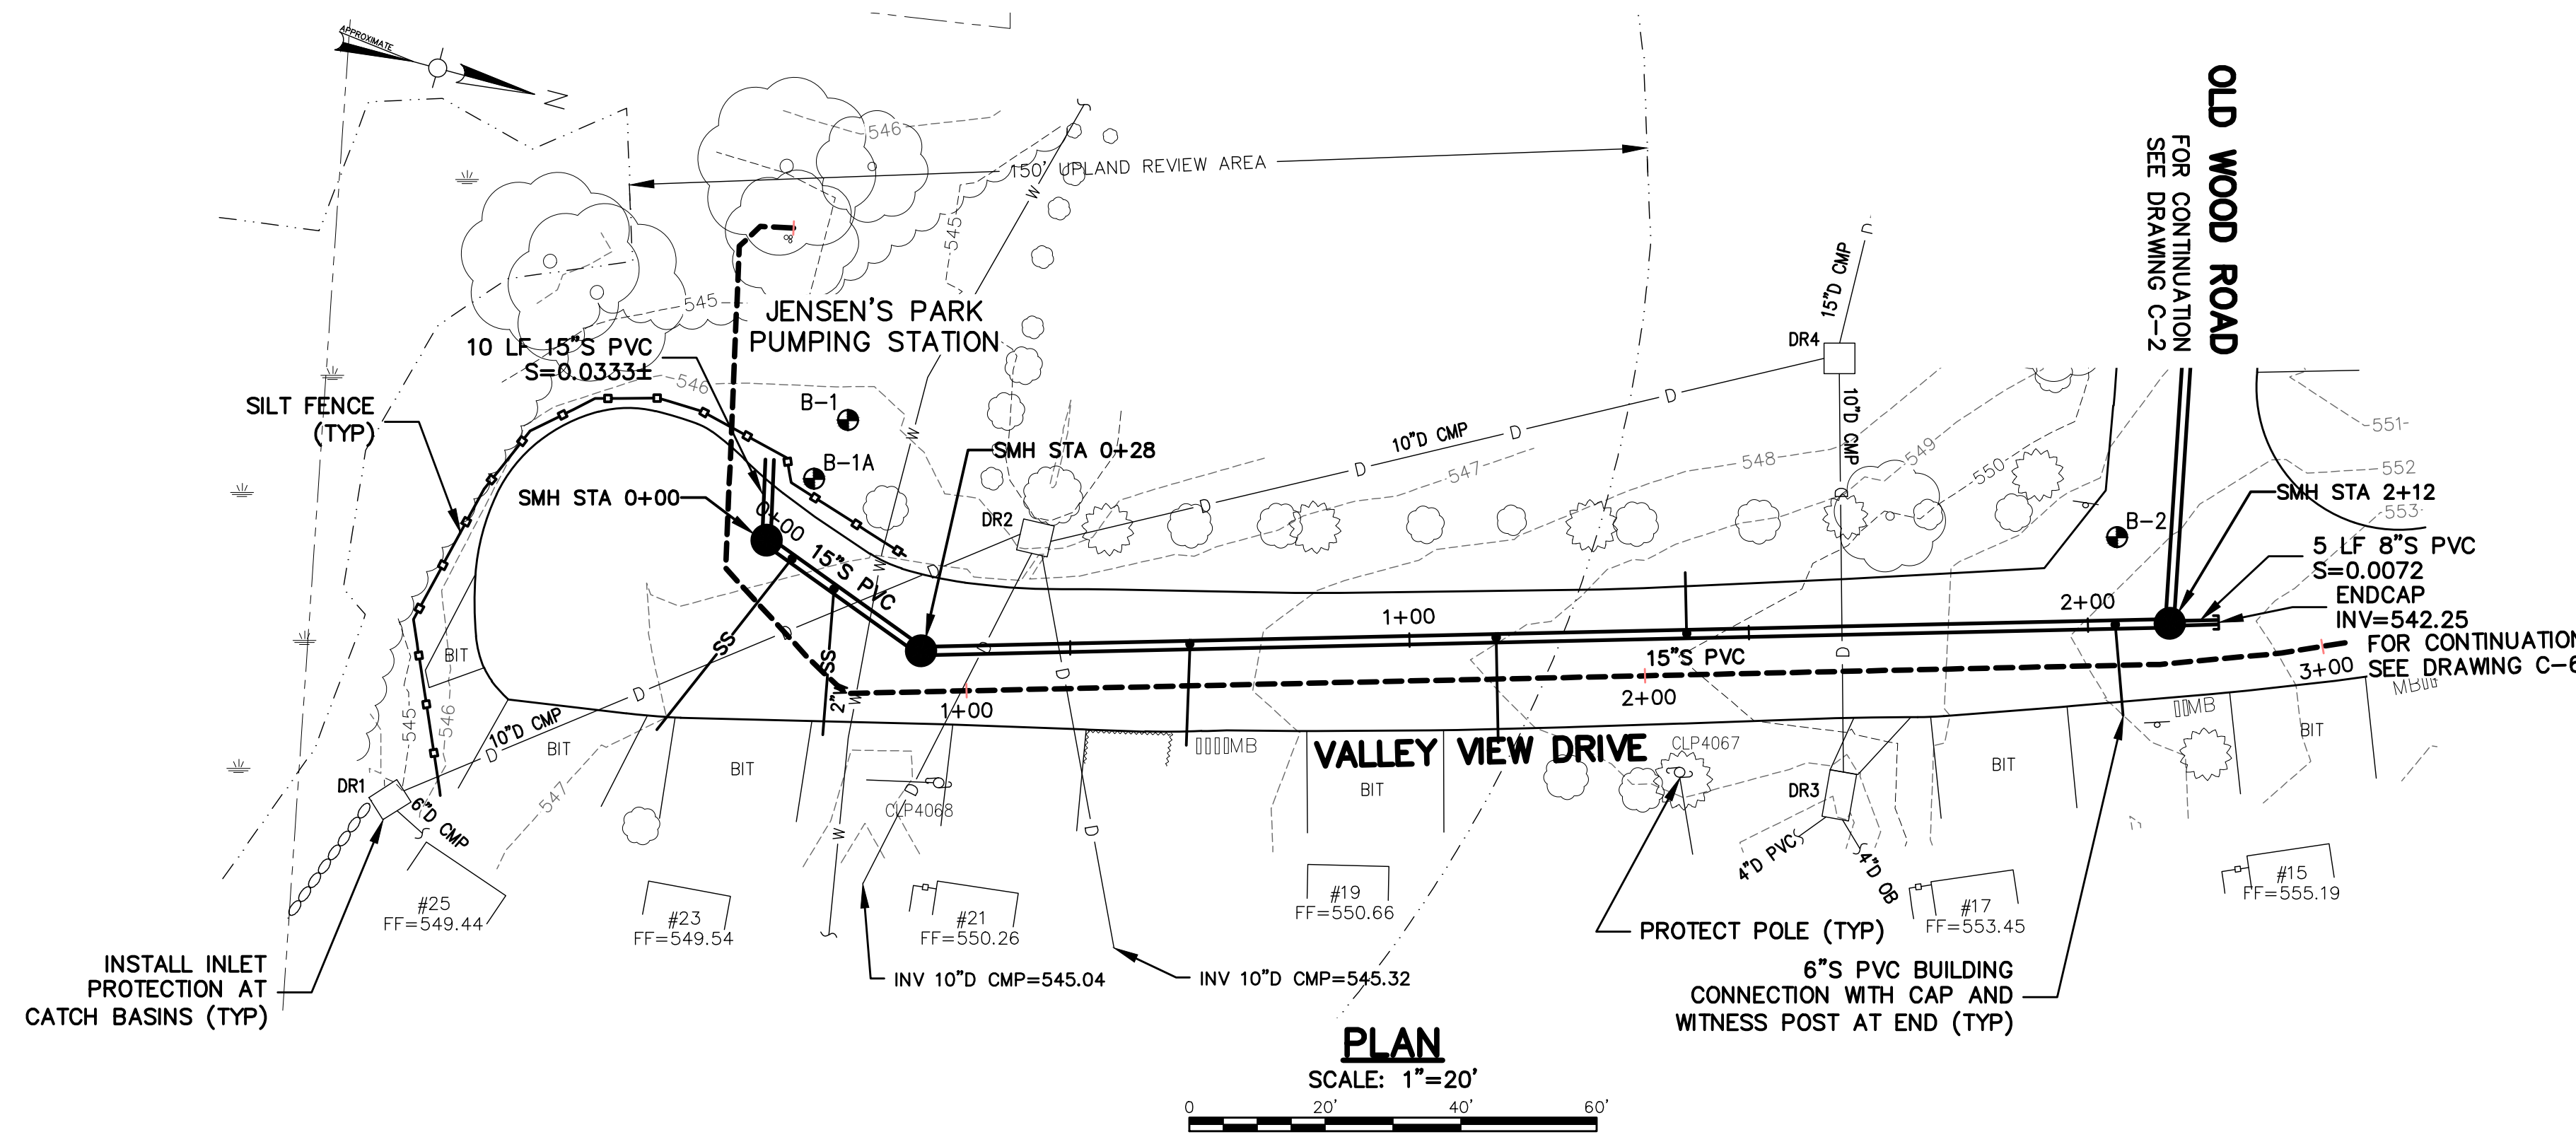 APPROXIMATE
N
OLD WOOD ROAD
FOR CONTINUATION
SEE DRAWING C-2
546
150' UPLAND REVIEW AREA
W
545
545
JENSEN'S PARK
PUMPING STATION
15"D CMP
DR4
10 LF 15"S PVC
S=0.0333±
546
SILT FENCE
(TYP)
B-1
W
10"D CMP
D
D
D
D
10"D CMP
547
548
549
550
551
552
553
SMH STA 0+28
B-1A
SMH STA 0+00
0+00
DR2
D
B-2
SMH STA 2+12
5 LF 8"S PVC
S=0.0072
ENDCAP
INV=542.25
15"S PVC
W
D
1+00
2+00
SS
SS
D
D
D
D
15"S PVC
FOR CONTINUATION
SEE DRAWING C-6
3+00
BIT
D
2"W
W
1+00
2+00
MB
MB
545
546
10"D CMP
D
BIT
BIT
MB
VALLEY VIEW DRIVE
CLP4067
BIT
BIT
DR1
547
6"D CMP
D
CLP4068
BIT
DR3
W
D
4"D PVC
4"D OB
#25
FF=549.44
#23
FF=549.54
#21
FF=550.26
#19
FF=550.66
#17
FF=553.45
#15
FF=555.19
PROTECT POLE (TYP)
INSTALL INLET
PROTECTION AT
CATCH BASINS (TYP)
INV 10"D CMP=545.04
INV 10"D CMP=545.32
6"S PVC BUILDING
CONNECTION WITH CAP AND
WITNESS POST AT END (TYP)
PLAN
SCALE: 1"=20'
0
20'
40'
60'